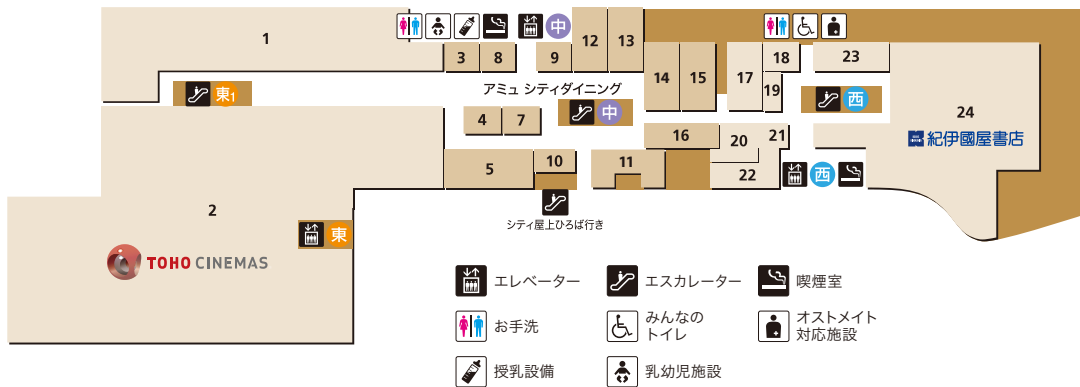 1
中
12
13
3
8
9
18
23
14
15
17
19
東1
アミュ シティダイニング
中
西
24
紀伊國屋書店
4
7
16
20
21
5
10
11
22
西
2
シティ屋上ひろば行き
東
TOHO CINEMAS
エレベーター
エスカレーター
喫煙室
お手洗
みんなの
トイレ
オストメイト
対応施設
授乳設備
乳幼児施設